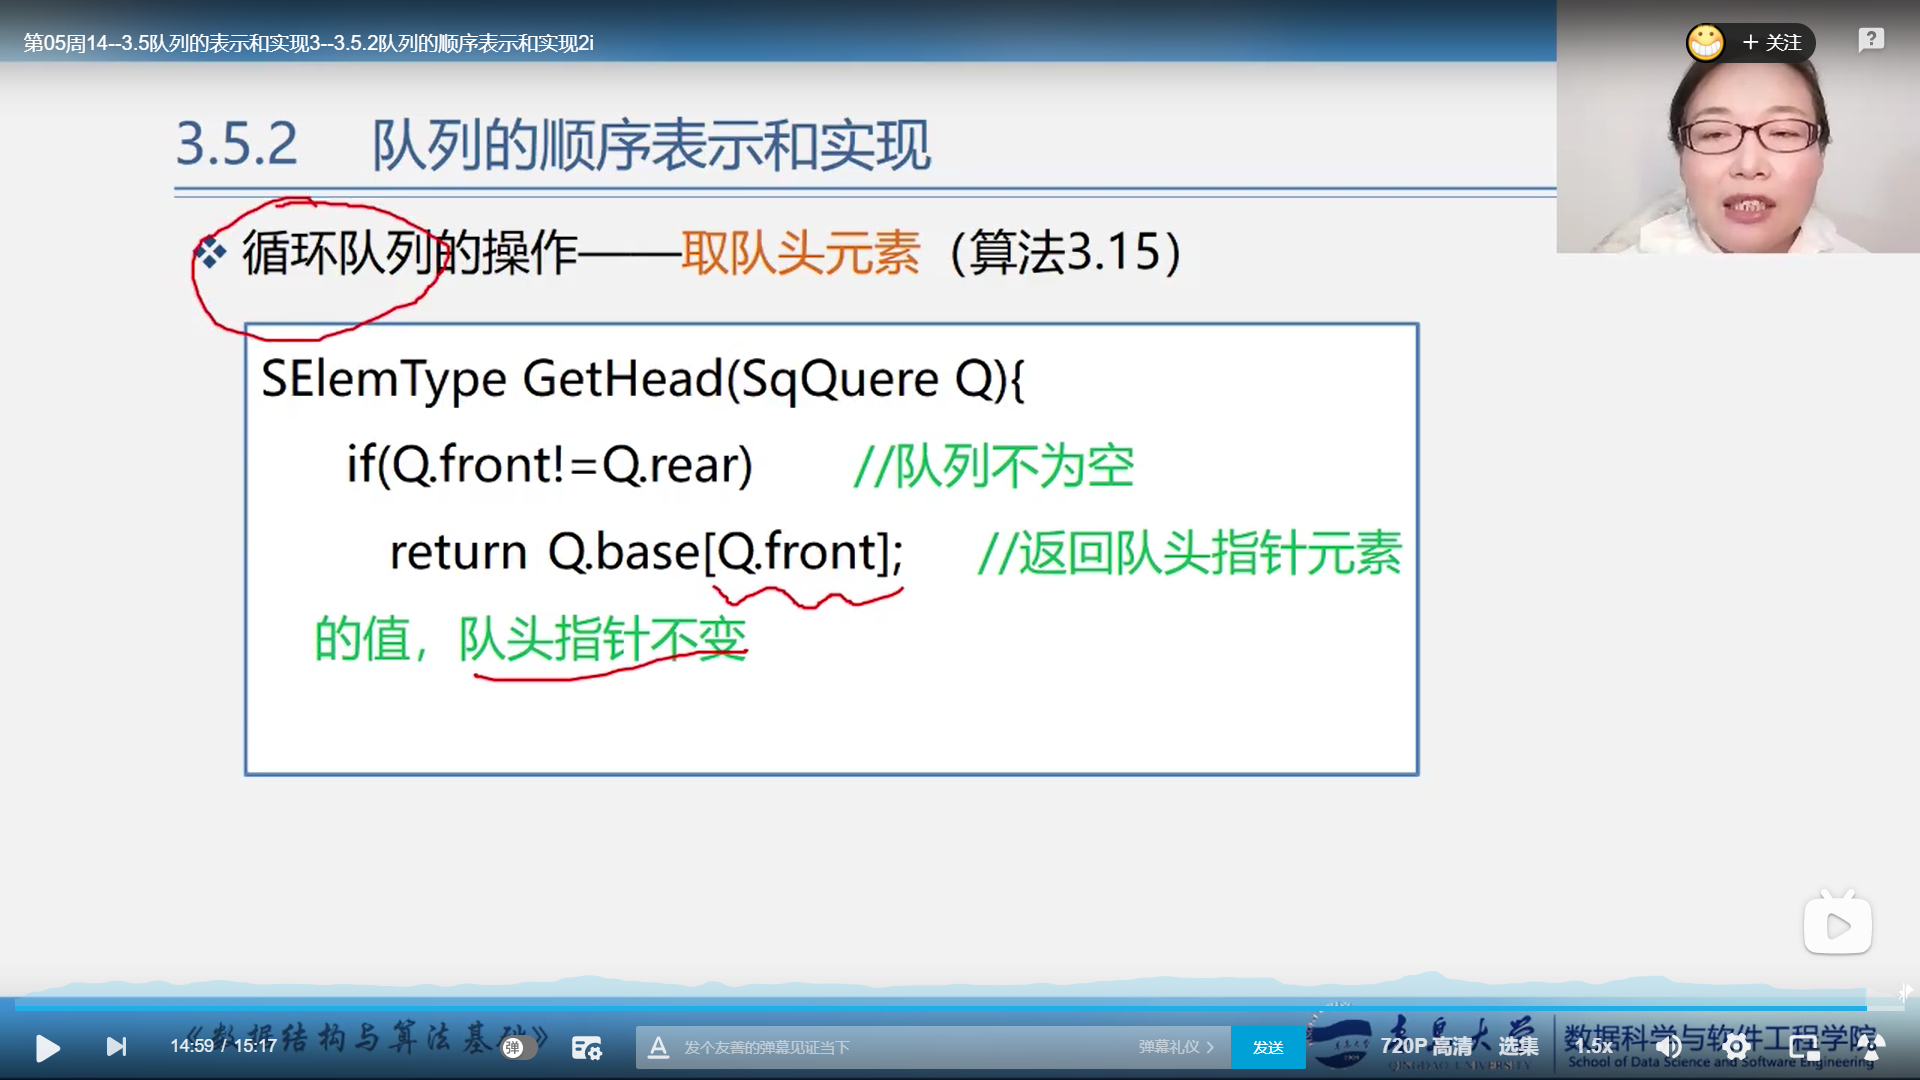 第05周14--3.5队列的表示和实现3--3.5.2队列的顺序表示和实现2i
关注
3.5.2 队列的顺序表示和实现
循环队列的操作——取队头元素（算法3.15）
SElemType GetHead(SqQuere Q){
if(Q.front!=Q.rear) //队列不为空
return Q.base[Q.front]; //返回队头指针元素
的值，队头指针不变
《数据结构与算法基础》
14:59 / 15:17
弹
发个友善的弹幕见证当下
弹幕礼仪
发送
720P 高清
选集
1.5x
青岛大学
QINGDAO UNIVERSITY
数据科学与软件工程学院
School of Data Science and Software Engineering